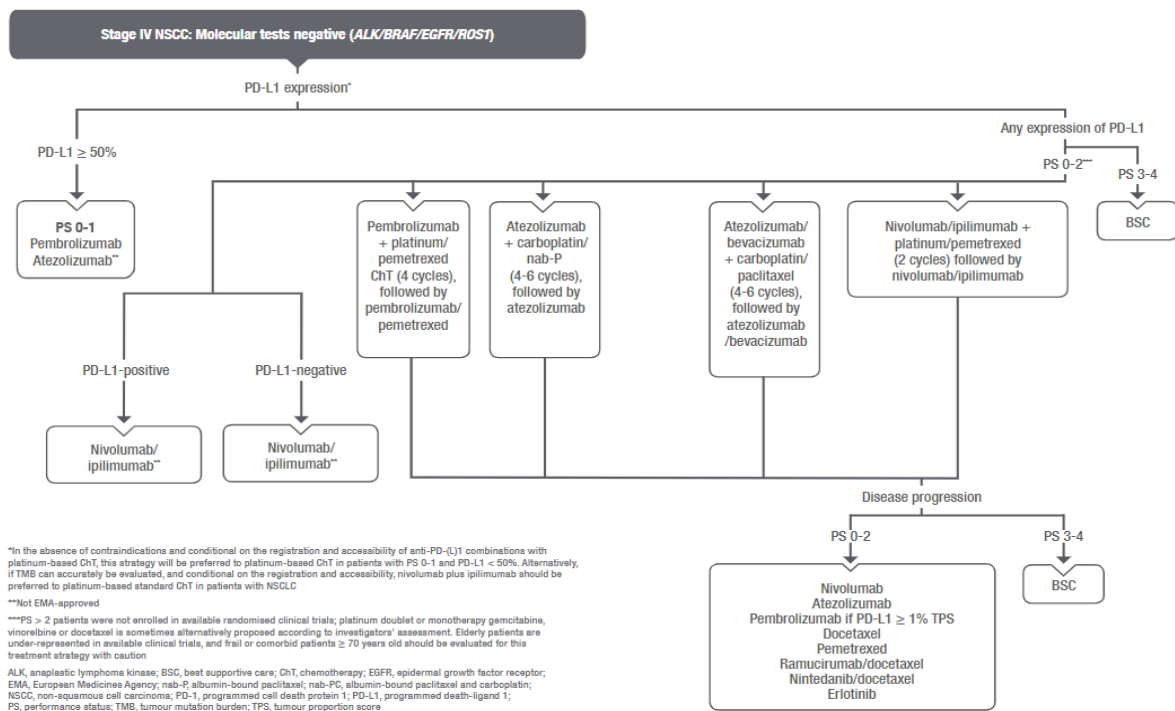 Stage IV NSCC: Molecular tests negative (ALK/BRAF/EGFR/ROS1)
PD-L1 expression*
PD-L1 ≥ 50%
Any expression of PD-L1
PS 0-2***
PS 3-4
PS 0-1
Pembrolizumab
Atezolizumab**
Pembrolizumab
+ platinum/
pemetrexed
ChT (4 cycles),
followed by
pembrolizumab/
pemetrexed
Atezolizumab
+ carboplatin/
nab-P
(4-6 cycles),
followed by
atezolizumab
Atezolizumab/
bevacizumab
+ carboplatin/
paclitaxel
(4-6 cycles),
followed by
atezolizumab
/bevacizumab
Nivolumab/ipilimumab +
platinum/pemetrexed
(2 cycles) followed by
nivolumab/ipilimumab
BSC
PD-L1-positive
PD-L1-negative
Nivolumab/
ipilimumab**
Nivolumab/
ipilimumab**
Disease progression
PS 0-2
PS 3-4
Nivolumab
Atezolizumab
Pembrolizumab if PD-L1 ≥ 1% TPS
Docetaxel
Pemetrexed
Ramucirumab/docetaxel
Nintedanib/docetaxel
Erlotinib
BSC
*In the absence of contraindications and conditional on the registration and accessibility of anti-PD-(L)1 combinations with
platinum-based ChT, this strategy will be preferred to platinum-based ChT in patients with PS 0-1 and PD-L1 < 50%. Alternatively,
if TMB can accurately be evaluated, and conditional on the registration and accessibility, nivolumab plus ipilimumab should be
preferred to platinum-based standard ChT in patients with NSCLC
**Not EMA-approved
***PS > 2 patients were not enrolled in available randomised clinical trials; platinum doublet or monotherapy gemcitabine,
vinorelbine or docetaxel is sometimes alternatively proposed according to investigators' assessment. Elderly patients are
under-represented in available clinical trials, and frail or comorbid patients ≥ 70 years old should be evaluated for this
treatment strategy with caution
ALK, anaplastic lymphoma kinase; BSC, best supportive care; ChT, chemotherapy; EGFR, epidermal growth factor receptor;
EMA, European Medicines Agency; nab-P, albumin-bound paclitaxel; nab-PC, albumin-bound paclitaxel and carboplatin;
NSCC, non-squamous cell carcinoma; PD-1, programmed cell death protein 1; PD-L1, programmed death-ligand 1;
PS, performance status; TMB, tumour mutation burden; TPS, tumour proportion score